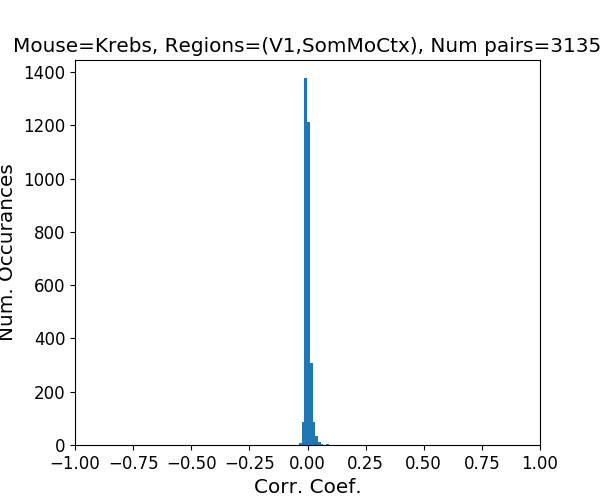 Mouse=Krebs, Regions=(V1,SomMoCtx), Num pairs=3135
1400
1200
1000
800
600
400
200
0
Num. Occurances
−1.00 −0.75 −0.50 −0.25 0.00 0.25 0.50 0.75 1.00
Corr. Coef.